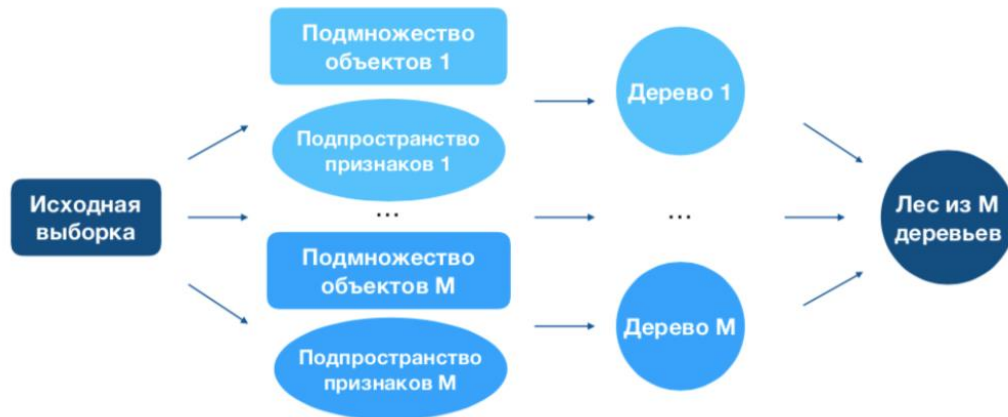 Подмножество
объектов 1
Подпространство
признаков 1
...
Исходная
выборка
Подмножество
объектов М
Подпространство
признаков М
Дерево 1
...
Дерево М
Лес из М
деревьев